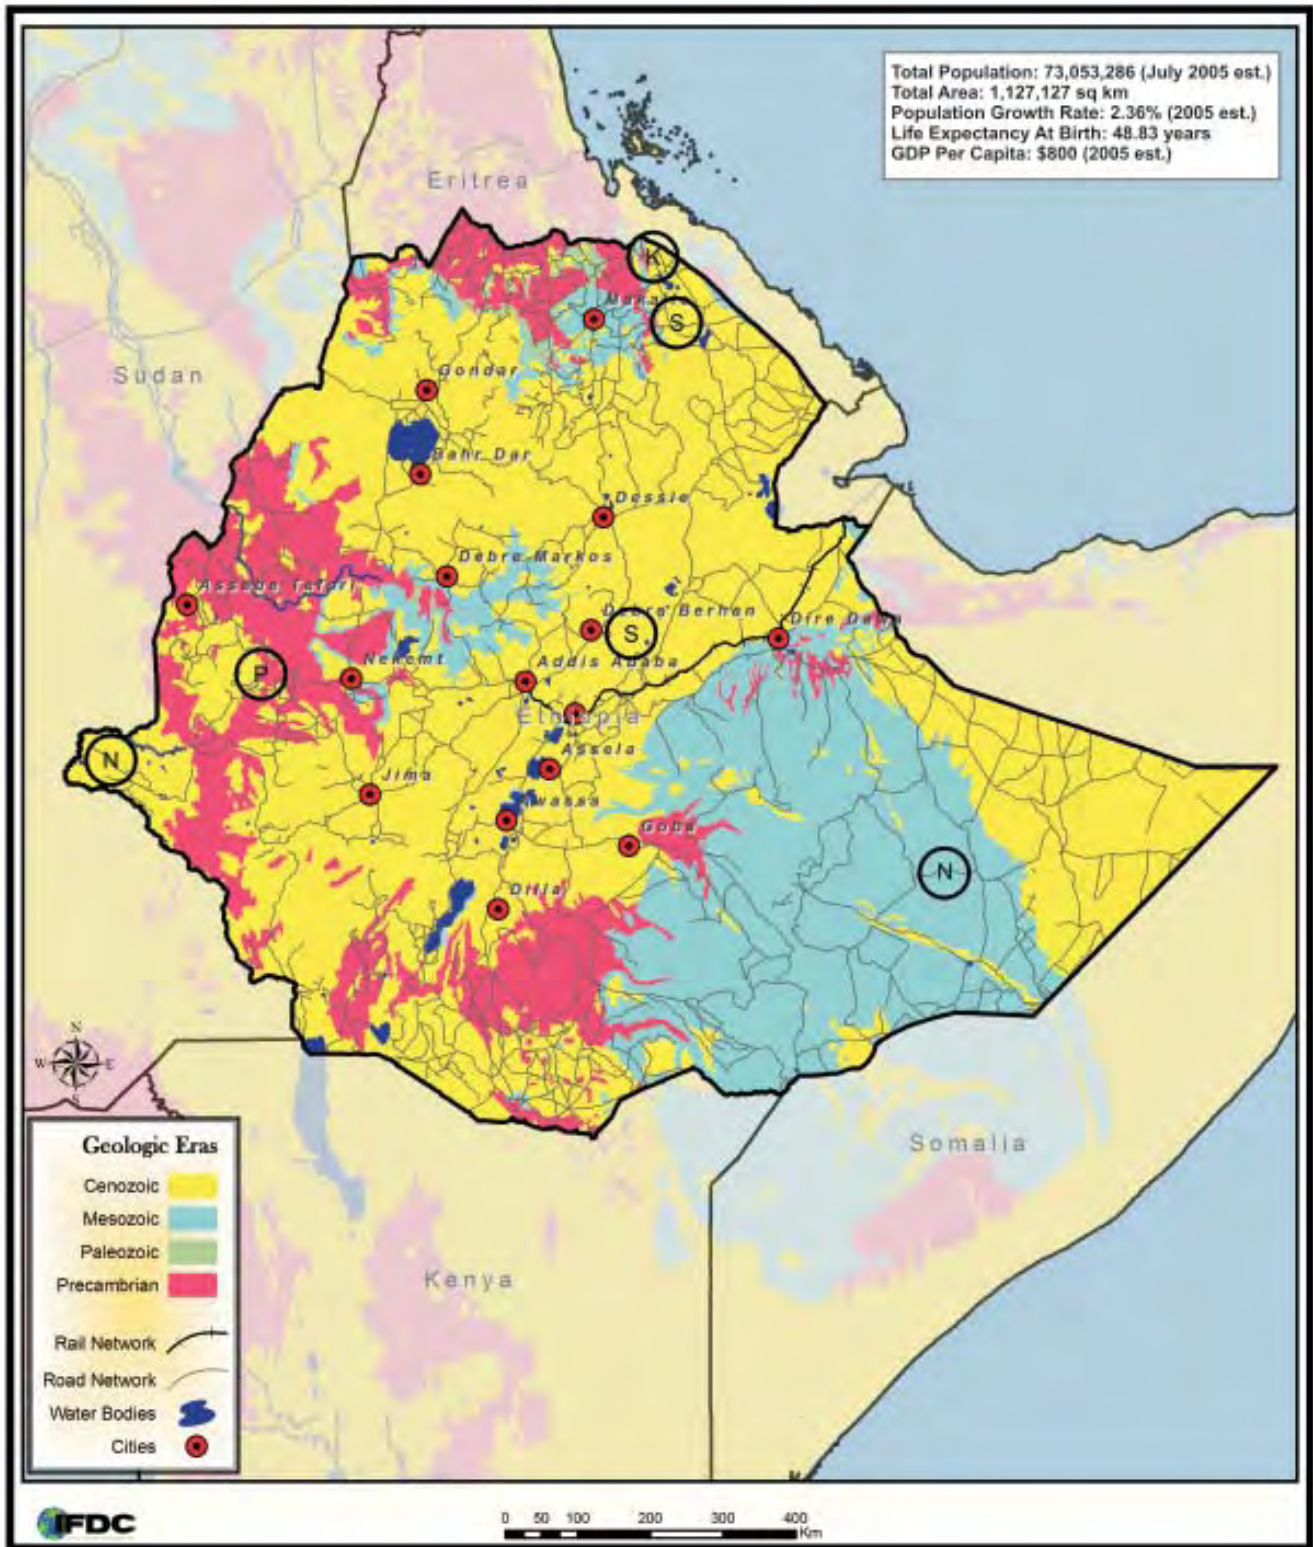 Total Population: 73,053,286 (July 2005 est.)
Total Area: 1,127,127 sq km
Population Growth Rate: 2.36% (2005 est.)
Life Expectancy At Birth: 48.83 years
GDP Per Capita: $800 (2005 est.)
Eritrea
K
S
Sudan
Gondar
Bahr Dar
Dessie
Debre Markos
Debre Berhan
S
Dire Dawa
Nekemt
P
Addis Ababa
Ethiopia
N
Assela
Jima
Awassa
Goba
N
Dilla
N
W E
S
Geologic Eras
Cenozoic
Mesozoic
Paleozoic
Precambrian
Rail Network
Road Network
Water Bodies
Cities
Somalia
Kenya
IFDC
0 50 100 200 300 400
Km